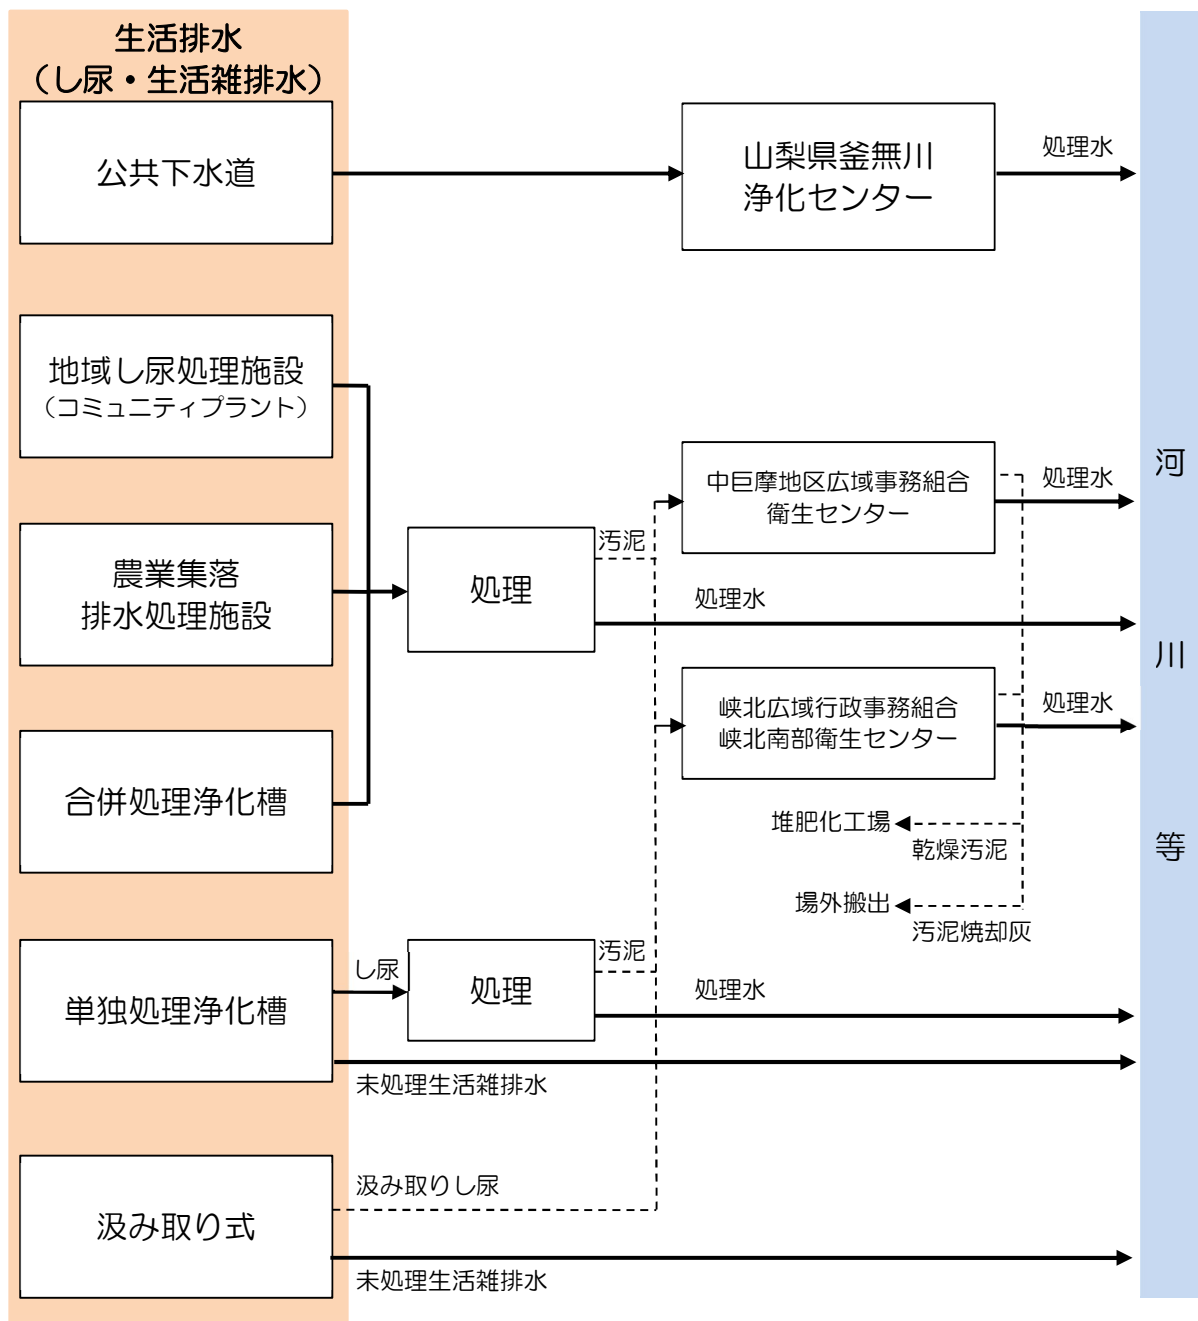 生活排水
（し尿・生活雑排水）
公共下水道
山梨県釜無川
浄化センター
処理水
地域し尿処理施設
（コミュニティプラント）
農業集落
排水処理施設
合併処理浄化槽
処理
汚泥
中巨摩地区広域事務組合
衛生センター
処理水
処理水
峡北広域行政事務組合
峡北南部衛生センター
処理水
堆肥化工場
乾燥汚泥
場外搬出
汚泥焼却灰
単独処理浄化槽
し尿
処理
汚泥
処理水
未処理生活雑排水
汲み取り式
汲み取りし尿
未処理生活雑排水
河
川
等